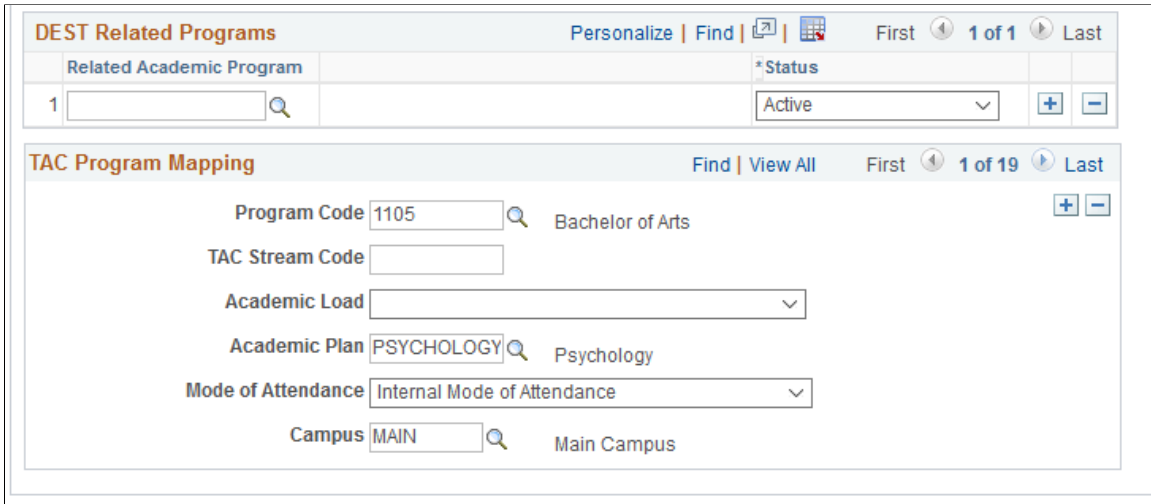 DEST Related Programs Personalize | Find | | First 1 of 1 Last
Related Academic Program *Status
1 Active
TAC Program Mapping Find | View All First 1 of 19 Last
Program Code 1105 Bachelor of Arts
TAC Stream Code
Academic Load
Academic Plan PSYCHOLOGY Psychology
Mode of Attendance Internal Mode of Attendance
Campus MAIN Main Campus